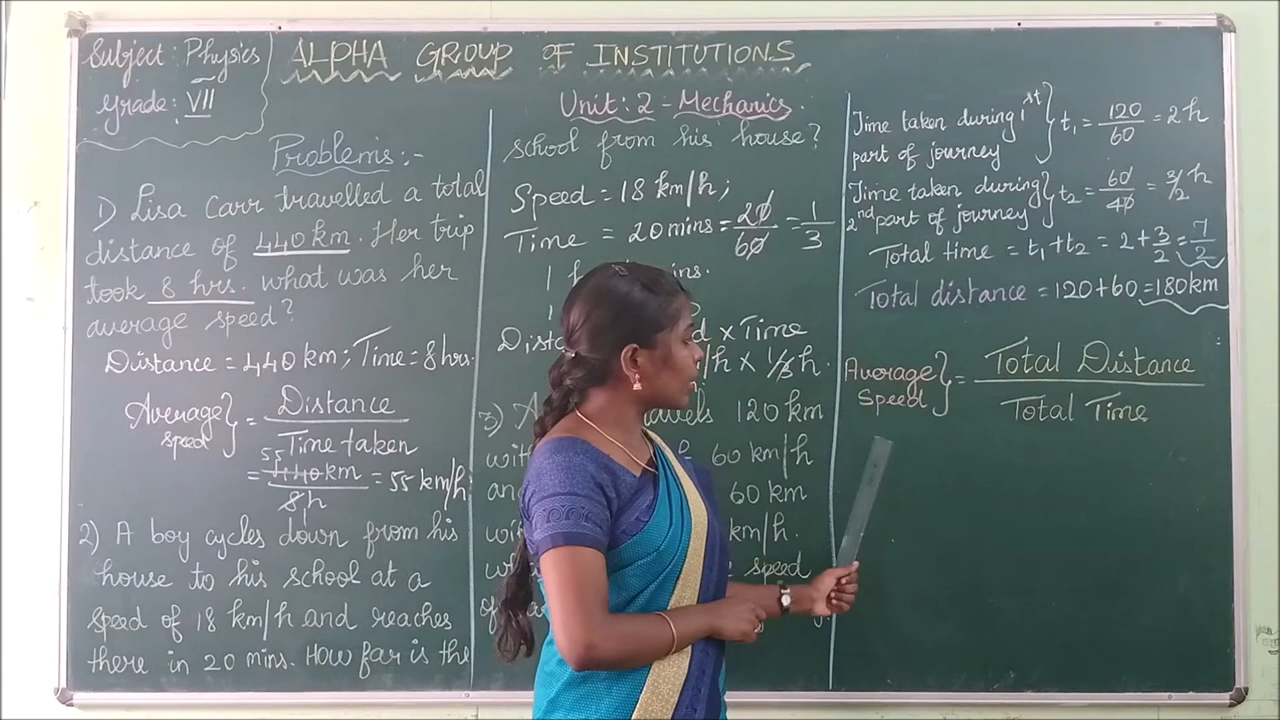 Subject: Physics
Grade: VII
ALPHA GROUP OF INSTITUTIONS
Unit: 2 - Mechanics.
Problems:-
1) Lisa Carr travelled a total
distance of 440 km. Her trip
took 8 hrs. what was her
average speed?
Distance = 440 km; Time = 8 hrs.
Average speed } = Distance / Time taken
= 440 km / 8 h = 55 km/h
55 1
2) A boy cycles down from his
house to his school at a
speed of 18 km/h and reaches
there in 20 mins. How far is the
school from his house?
Speed = 18 km/h;
Time = 20 mins = 20/60 = 1/3
1 h
Time
/h × 1/3 h.
3) A 120 km
60 km/h
60 km
km/h.
speed
Time taken during 1st
part of journey } t1 = 120/60 = 2 h
Time taken during
2nd part of journey } t2 = 60/40 = 3/2 h
Total time = t1 + t2 = 2 + 3/2 = 7/2
Total distance = 120 + 60 = 180 km
Average Speed } = Total Distance / Total Time